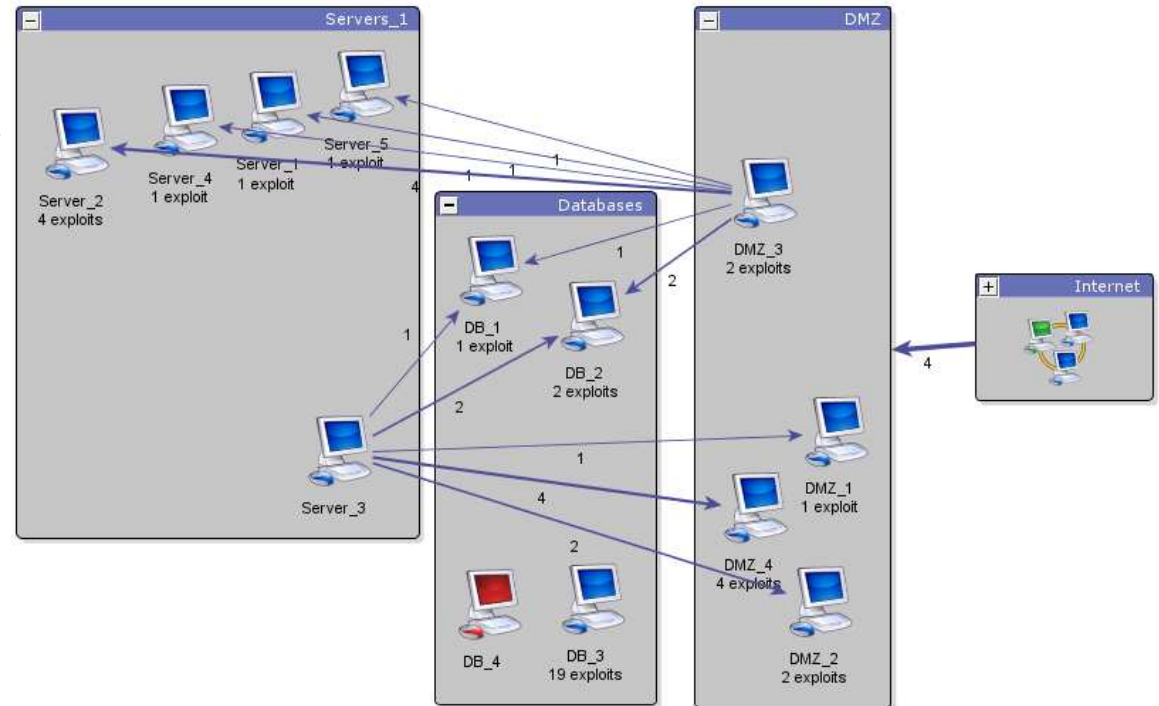 Servers_1
DMZ
Server_5
1 exploit
Server_1
1 exploit
Server_4
1 exploit
Server_2
4 exploits
1
1
1
4
Databases
DMZ_3
2 exploits
1
2
Internet
4
DB_1
1 exploit
DB_2
2 exploits
1
2
Server_3
1
4
2
DMZ_1
1 exploit
DMZ_4
4 exploits
DB_4
DB_3
19 exploits
DMZ_2
2 exploits